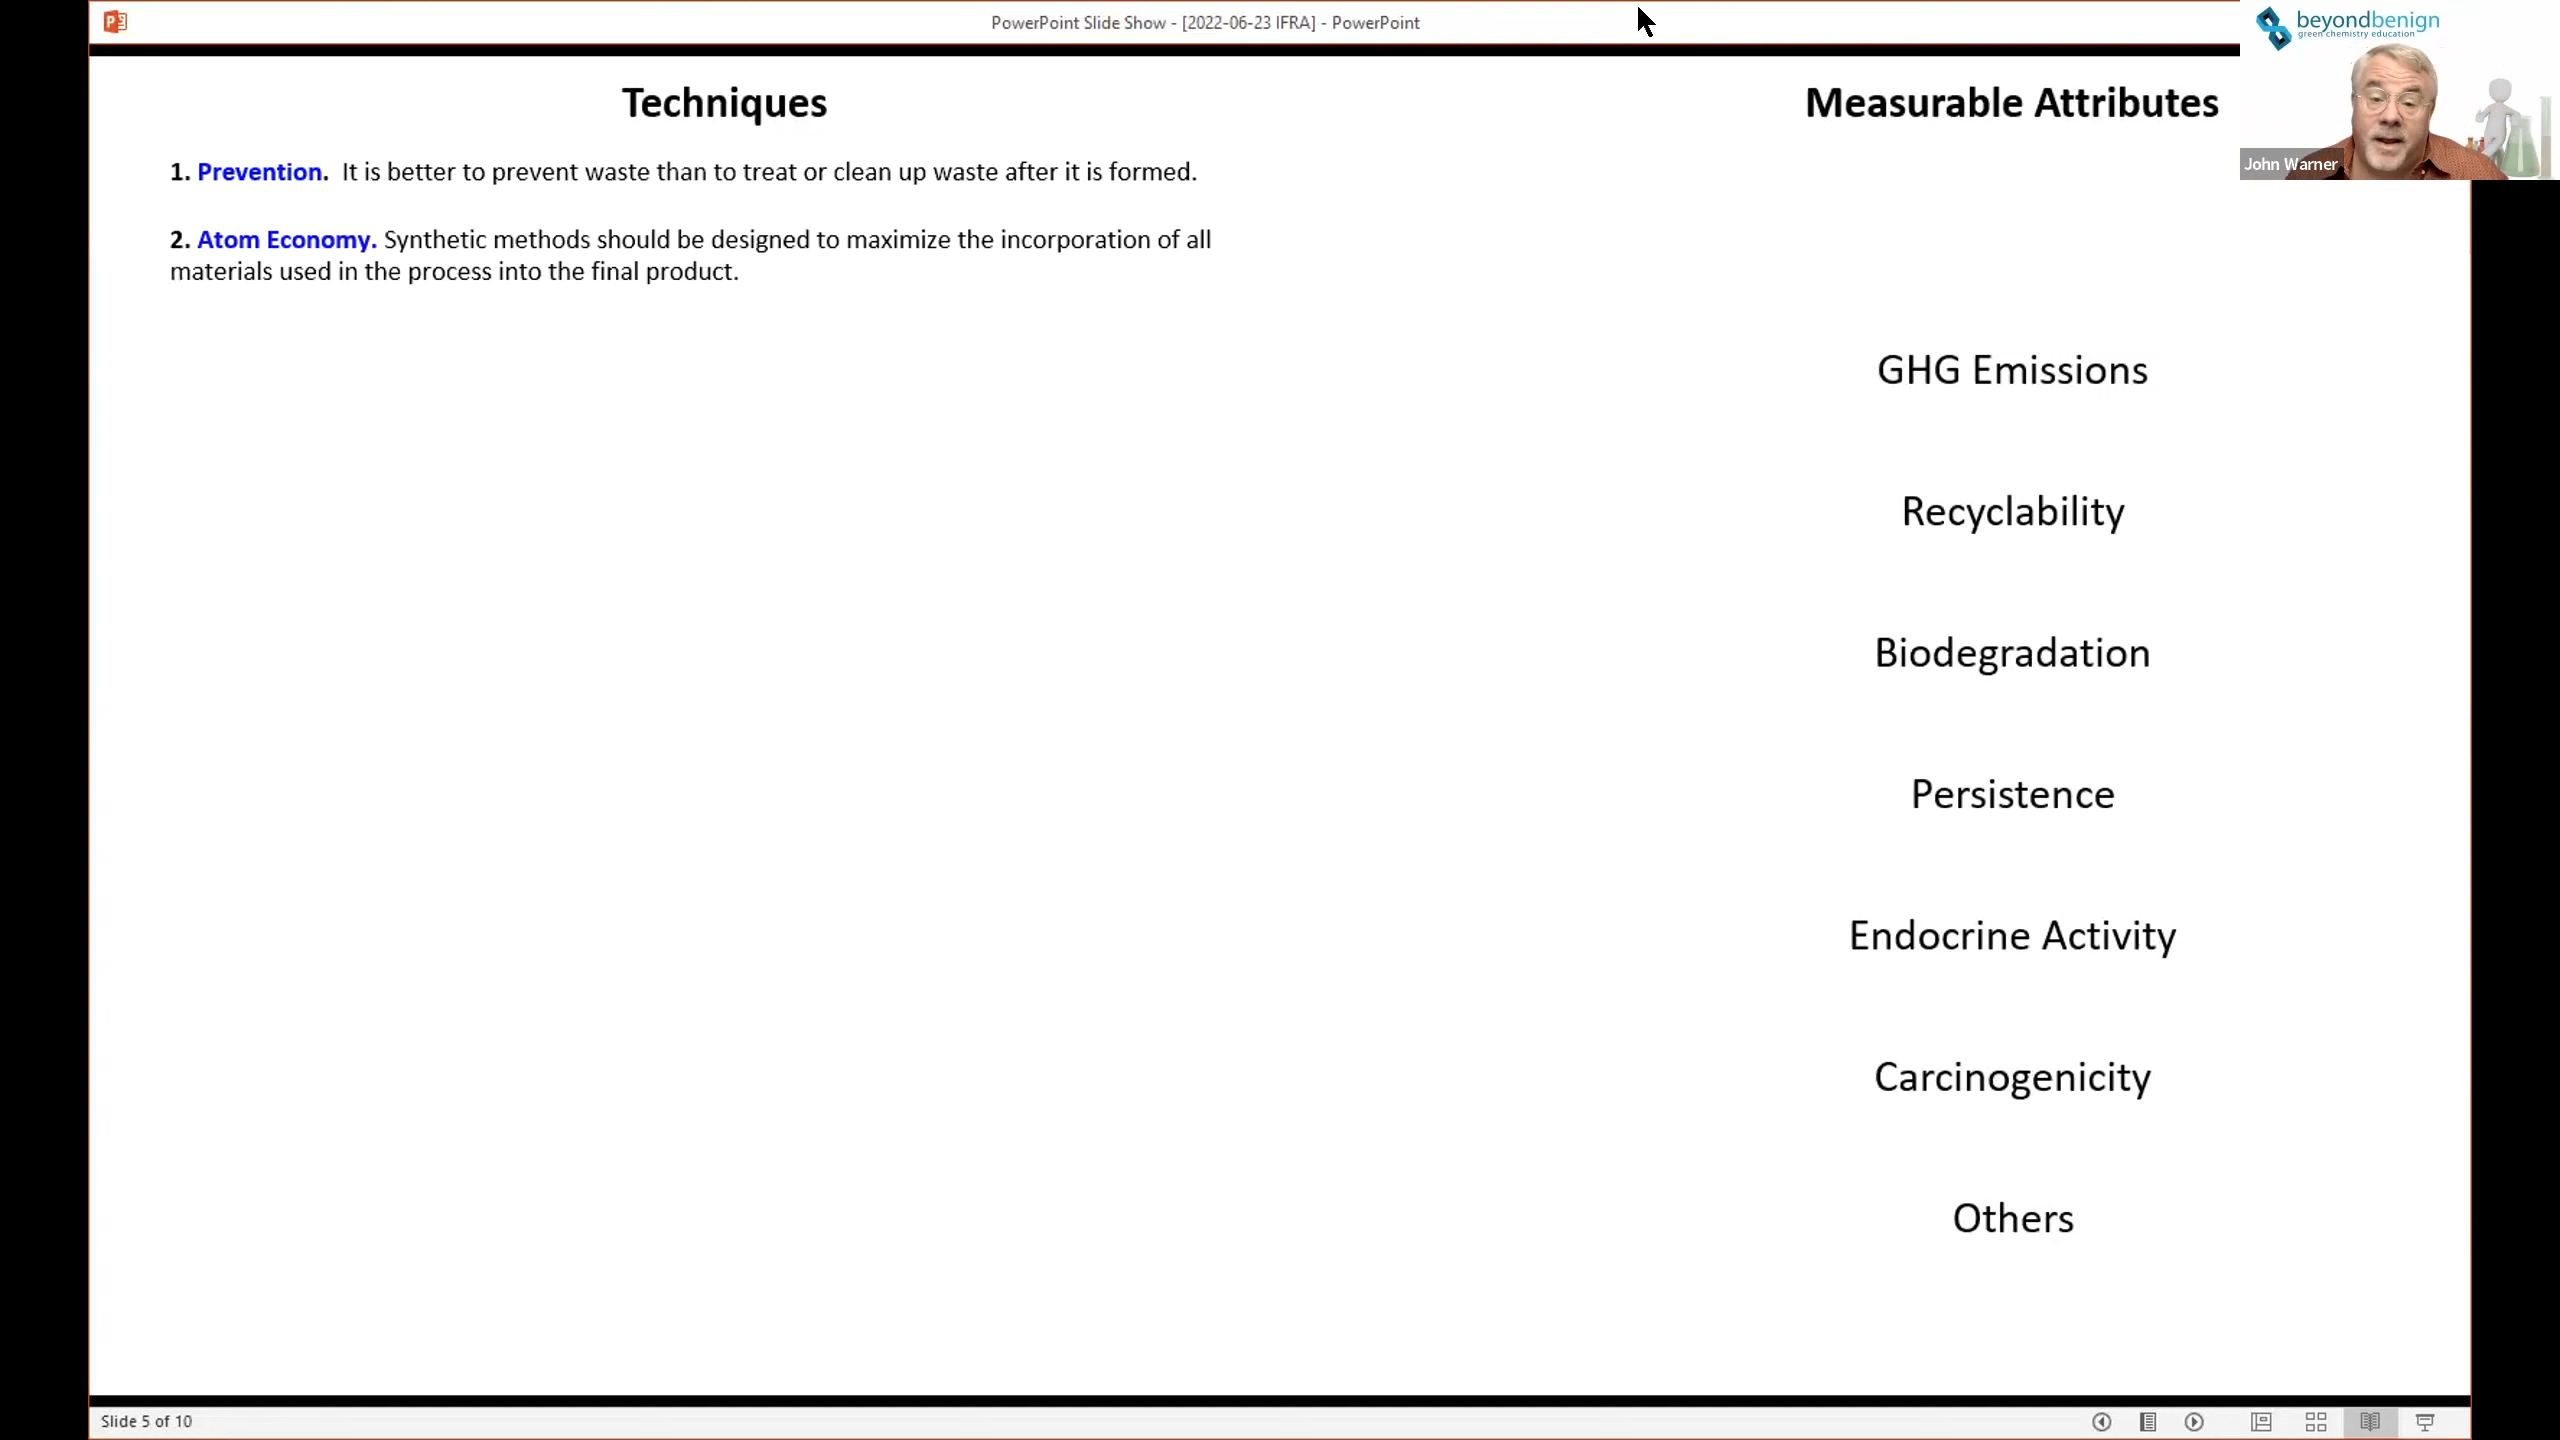 PowerPoint Slide Show - [2022-06-23 IFRA] - PowerPoint
beyondbenign
green chemistry education
John Warner
Techniques
Measurable Attributes
1. Prevention. It is better to prevent waste than to treat or clean up waste after it is formed.
2. Atom Economy. Synthetic methods should be designed to maximize the incorporation of all
materials used in the process into the final product.
GHG Emissions
Recyclability
Biodegradation
Persistence
Endocrine Activity
Carcinogenicity
Others
Slide 5 of 10